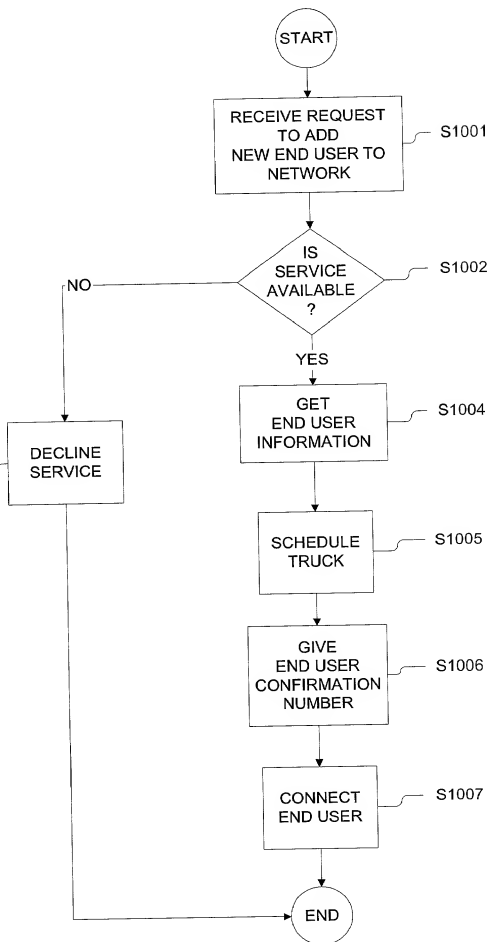 START
RECEIVE REQUEST
TO ADD
NEW END USER TO
NETWORK
S1001
IS
SERVICE
AVAILABLE
?
S1002
NO
YES
GET
END USER
INFORMATION
S1004
DECLINE
SERVICE
SCHEDULE
TRUCK
S1005
GIVE
END USER
CONFIRMATION
NUMBER
S1006
CONNECT
END USER
S1007
END